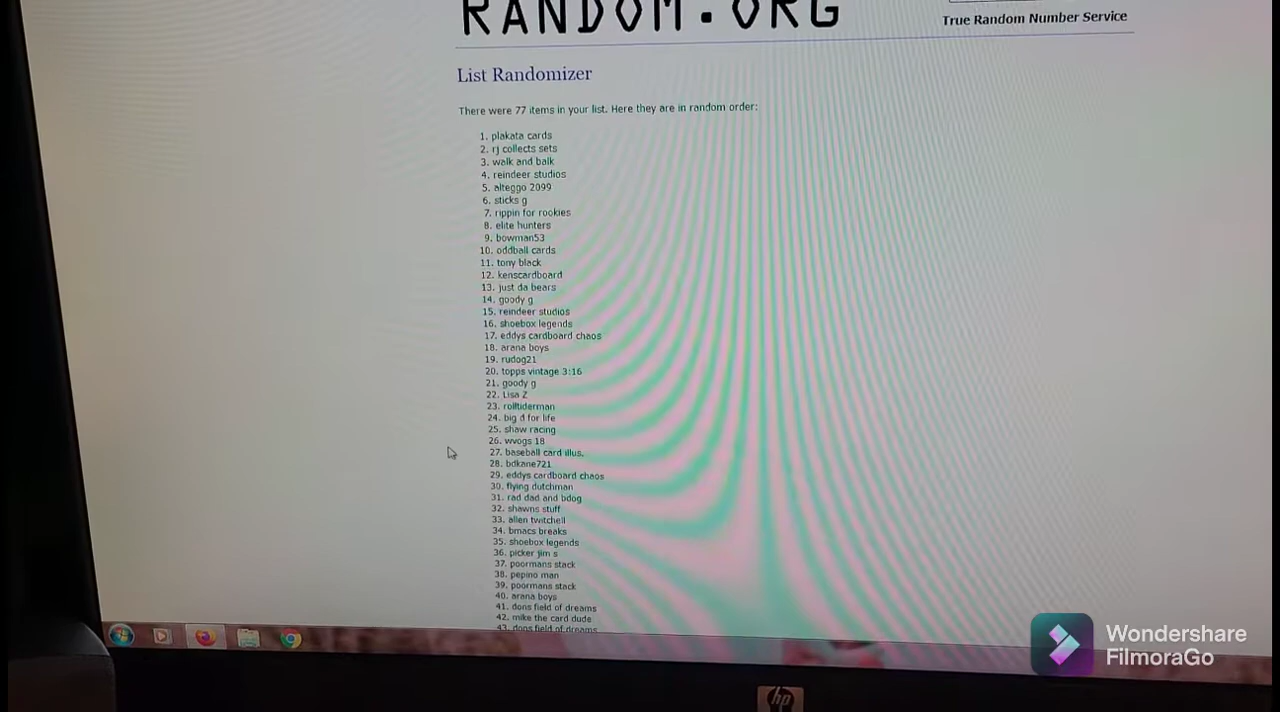 RANDOM.ORG
True Random Number Service
List Randomizer
There were 77 items in your list. Here they are in random order:
1. plakata cards
2. rj collects sets
3. walk and balk
4. reindeer studios
5. alteggo 2099
6. sticks g
7. rippin for rookies
8. elite hunters
9. bowman53
10. oddball cards
11. tony black
12. kenscardboard
13. just da bears
14. goody g
15. reindeer studios
16. shoebox legends
17. eddys cardboard chaos
18. arana boys
19. rudog21
20. topps vintage 3:16
21. goody g
22. Lisa Z
23. rolltiderman
24. big d for life
25. shaw racing
26. wvogs 18
27. baseball card illus.
28. bdkane721
29. eddys cardboard chaos
30. flying dutchman
31. rad dad and bdog
32. shawns stuff
33. allen twitchell
34. bmacs breaks
35. shoebox legends
36. picker jim s
37. poormans stack
38. pepino man
39. poormans stack
40. arana boys
41. dons field of dreams
42. mike the card dude
43. dons field of dreams
Wondershare
FilmoraGo
hp